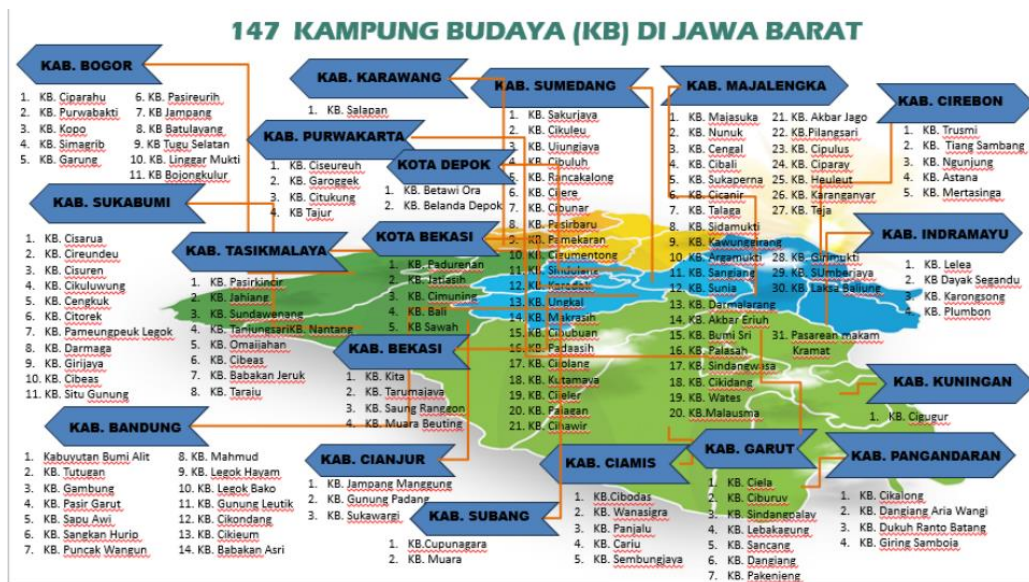 147 KAMPUNG BUDAYA (KB) DI JAWA BARAT
KAB. BOGOR
1. KB. Ciparahu
2. KB. Purwabakti
3. KB. Kopo
4. KB. Simagrib
5. KB. Garung
6. KB. Pasireurih
7. KB Jampang
8. KB Batulayang
9. KB Tugu Selatan
10. KB. Linggar Mukti
11. KB Bojongkulur
KAB. KARAWANG
1. KB. Salapan
KAB. PURWAKARTA
1. KB. Ciseureuh
2. KB. Garoggek
3. KB. Citukung
4. KB Tajur
KOTA DEPOK
1. KB. Betawi Ora
2. KB. Belanda Depok
KAB. SUMEDANG
1. KB. Sakurjaya
2. KB. Cikuleu
3. KB. Ujungjaya
4. KB. Cibuluh
5. KB. Rancakalong
6. KB. Cijere
7. KB. Cibunar
8. KB. Pasirbaru
9. KB. Pamekaran
10. KB. Cigumentong
11. KB. Sindulang
12. KB. Karedok
13. KB. Ungkal
14. KB. Makrasih
15. KB. Cibubuan
16. KB. Padaasih
17. KB. Cijolang
18. KB. Kutamaya
19. KB. Cijeler
20. KB. Palagan
21. KB. Cihawir
KAB. MAJALENGKA
1. KB. Majasuka
2. KB. Nunuk
3. KB. Cengal
4. KB. Cibali
5. KB. Sukaperna
6. KB. Cicanir
7. KB. Talaga
8. KB. Sidamukti
9. KB. Kawunggirang
10. KB. Argamukti
11. KB. Sangiang
12. KB. Sunia
13. KB. Darmalarang
14. KB. Akbar Eriuh
15. KB. Bumi Sri
16. KB. Palasah
17. KB. Sindangwasa
18. KB. Cikidang
19. KB. Wates
20. KB.Malausma
21. KB. Akbar Jago
22. KB.Pilangsari
23. KB. Cipulus
24. KB. Ciparay
25. KB. Heuleut
26. KB. Karanganyar
27. KB. Teja
28. KB. Girimukti
29. KB. SUmberjaya
30. KB. Laksa Baliung
31. Pasarean makam
Kramat
KAB. CIREBON
1. KB. Trusmi
2. KB. Tiang Sambang
3. KB. Ngunjung
4. KB. Astana
5. KB. Mertasinga
KAB. SUKABUMI
1. KB. Cisarua
2. KB. Cireundeu
3. KB. Cisuren
4. KB. Cikuluwung
5. KB. Cengkuk
6. KB. Citorek
7. KB. Pameungpeuk Legok
8. KB. Darmaga
9. KB. Girijaya
10. KB. Cibeas
11. KB. Situ Gunung
KAB. TASIKMALAYA
1. KB. Pasirkincir
2. KB. Jahiang
3. KB. Sundawenang
4. KB. TanjungsariKB. Nantang
5. KB. Omaijahan
6. KB. Cibeas
7. KB. Babakan Jeruk
8. KB. Taraju
KOTA BEKASI
1. KB. Padurenan
2. KB. Jatiasih
3. KB. Cimuning
4. KB. Bali
5. KB Sawah
KAB. BEKASI
1. KB. Kita
2. KB. Tarumajaya
3. KB. Saung Ranggon
4. KB. Muara Beuting
KAB. INDRAMAYU
1. KB. Lelea
2. KB Dayak Segandu
3. KB. Karongsong
4. KB. Plumbon
KAB. KUNINGAN
1. KB. Cigugur
KAB. BANDUNG
1. Kabuyutan Bumi Alit
2. KB. Tutugan
3. KB. Gambung
4. KB. Pasir Garut
5. KB. Sapu Awi
6. KB. Sangkan Hurip
7. KB. Puncak Wangun
8. KB. Mahmud
9. KB. Legok Hayam
10. KB. Legok Bako
11. KB. Gunung Leutik
12. KB. Cikondang
13. KB. Cikieum
14. KB. Babakan Asri
KAB. CIANJUR
1. KB. Jampang Manggung
2. KB. Gunung Padang
3. KB. Sukawargi
KAB. SUBANG
1. KB.Cupunagara
2. KB. Muara
KAB. CIAMIS
1. KB.Cibodas
2. KB. Wanasigra
3. KB. Panjalu
4. KB. Cariu
5. KB. Sembungjaya
KAB. GARUT
1. KB. Ciela
2. KB. Ciburuy
3. KB. Sindangpalay
4. KB. Lebakagung
5. KB. Sancang
6. KB. Dangiang
7. KB. Pakenjeng
KAB. PANGANDARAN
1. KB. Cikalong
2. KB. Dangiang Aria Wangi
3. KB. Dukuh Ranto Batang
4. KB. Giring Samboja